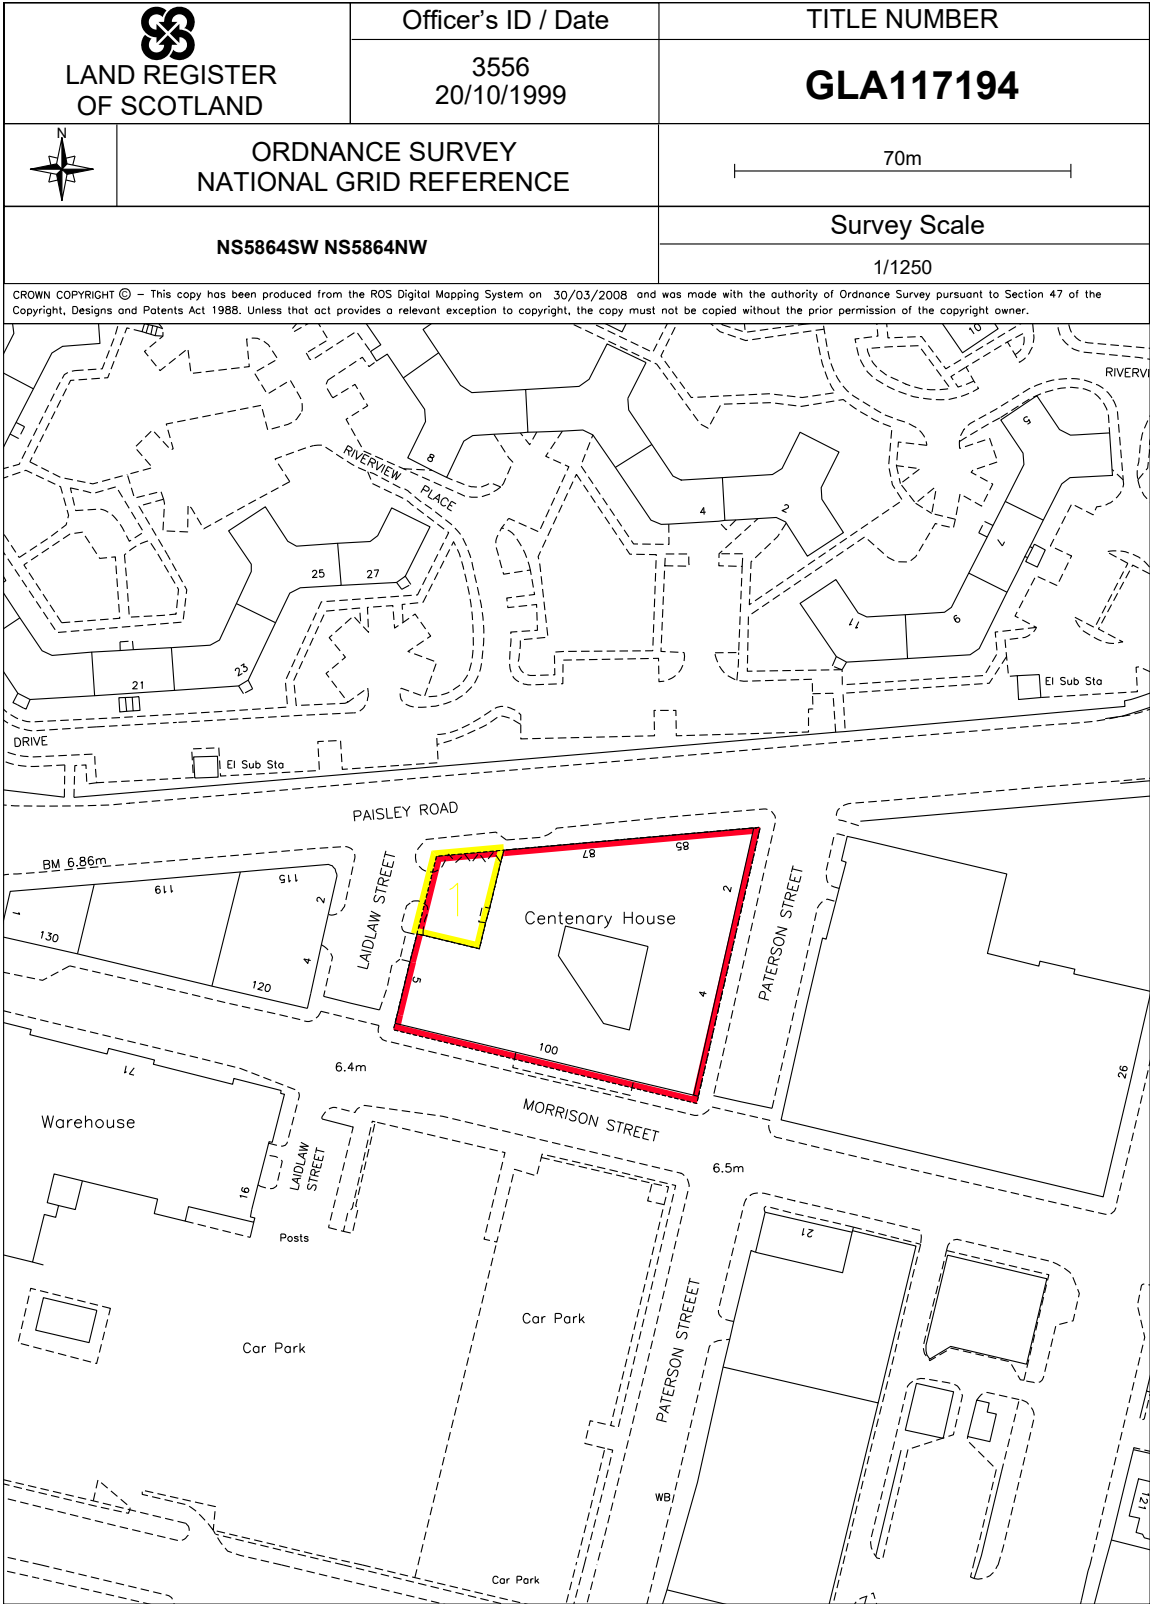 LAND REGISTER
OF SCOTLAND
Officer's ID / Date
3556
20/10/1999
TITLE NUMBER
GLA117194
N
ORDNANCE SURVEY
NATIONAL GRID REFERENCE
70m
NS5864SW NS5864NW
Survey Scale
1/1250
CROWN COPYRIGHT © – This copy has been produced from the ROS Digital Mapping System on 30/03/2008 and was made with the authority of Ordnance Survey pursuant to Section 47 of the
Copyright, Designs and Patents Act 1988. Unless that act provides a relevant exception to copyright, the copy must not be copied without the prior permission of the copyright owner.
10
RIVERVI
5
8
RIVERVIEW PLACE
4
2
7
25
27
11
9
23
21
El Sub Sta
DRIVE
El Sub Sta
PAISLEY ROAD
BM 6.86m
119
115
2
LAIDLAW STREET
1
87
85
2
Centenary House
PATERSON STREET
1
130
4
120
5
4
100
71
6.4m
26
MORRISON STREET
Warehouse
LAIDLAW
STREET
6.5m
16
Posts
21
Car Park
Car Park
PATERSON STREEET
WB
121
Car Park